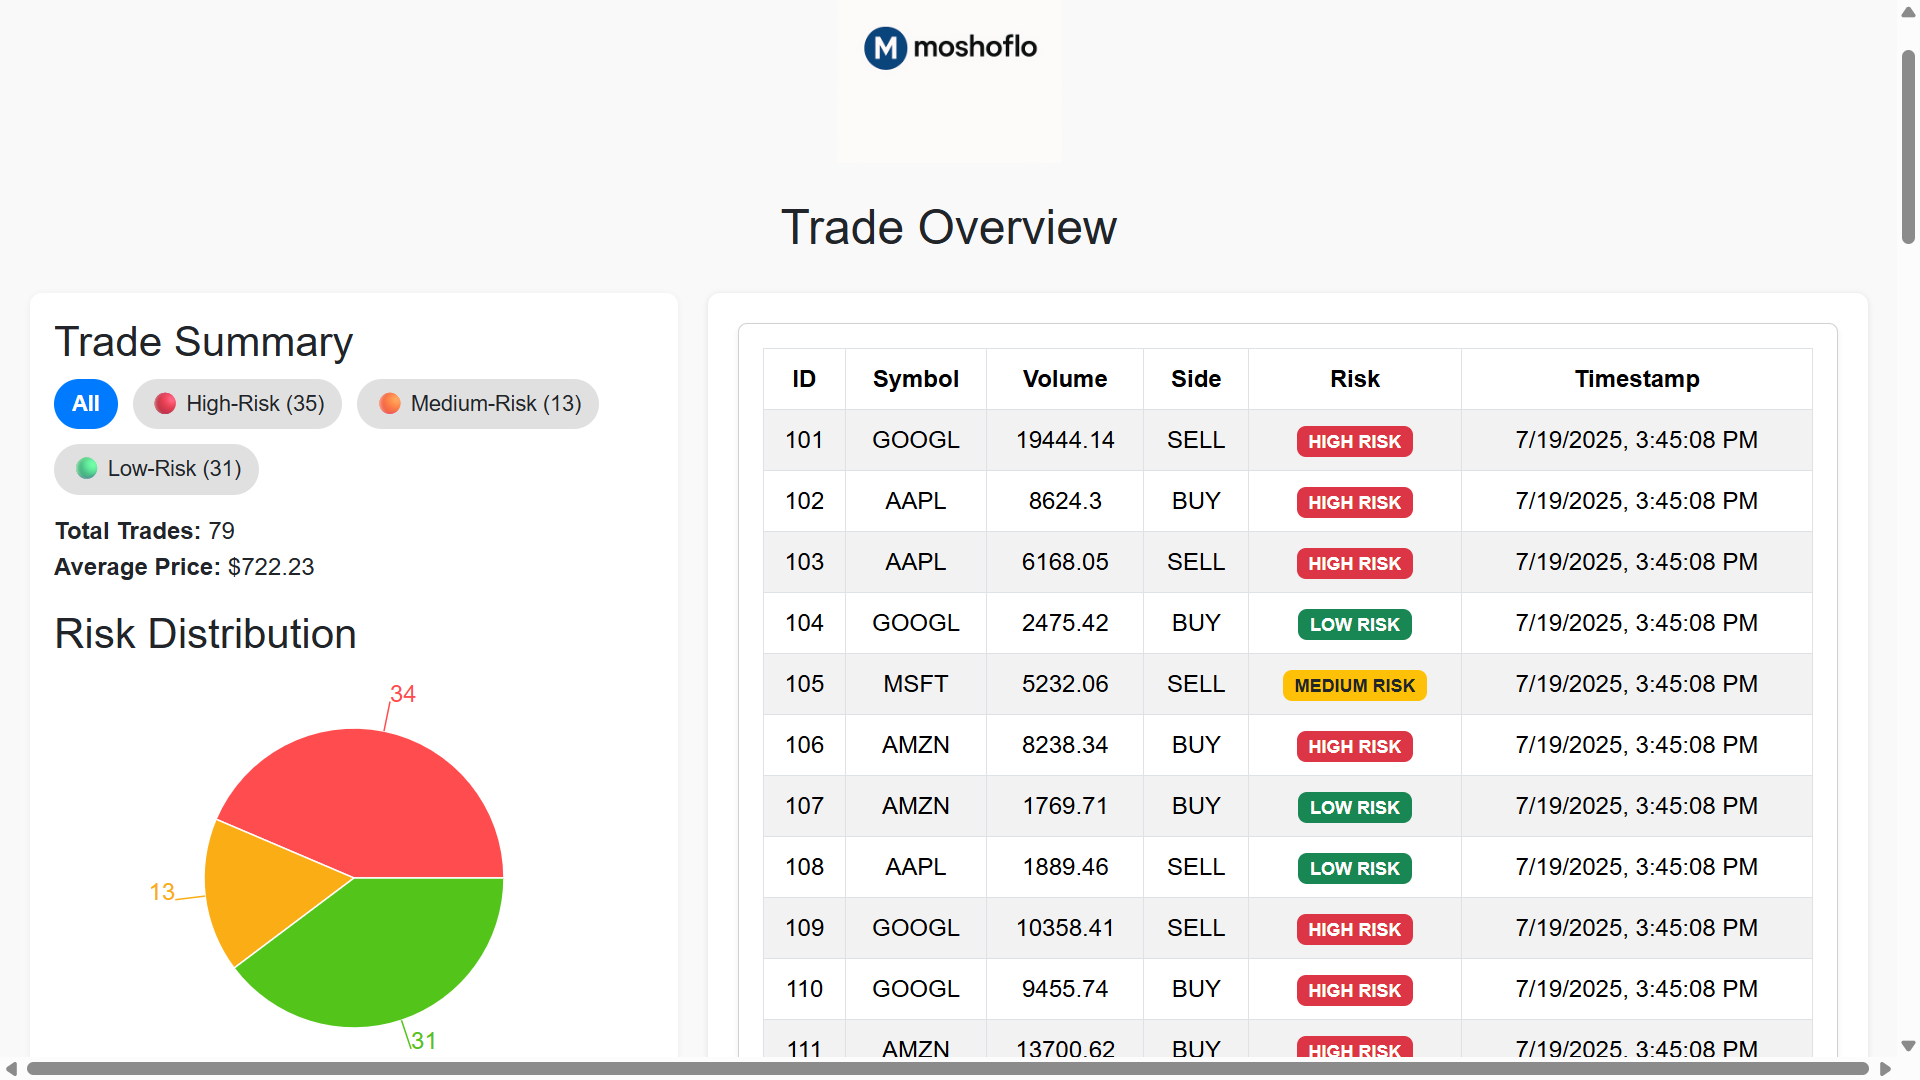 M moshoflo
Trade Overview
Trade Summary
All High-Risk (35) Medium-Risk (13)
Low-Risk (31)
Total Trades: 79
Average Price: $722.23
Risk Distribution
34
13
31
ID Symbol Volume Side Risk Timestamp
101 GOOGL 19444.14 SELL HIGH RISK 7/19/2025, 3:45:08 PM
102 AAPL 8624.3 BUY HIGH RISK 7/19/2025, 3:45:08 PM
103 AAPL 6168.05 SELL HIGH RISK 7/19/2025, 3:45:08 PM
104 GOOGL 2475.42 BUY LOW RISK 7/19/2025, 3:45:08 PM
105 MSFT 5232.06 SELL MEDIUM RISK 7/19/2025, 3:45:08 PM
106 AMZN 8238.34 BUY HIGH RISK 7/19/2025, 3:45:08 PM
107 AMZN 1769.71 BUY LOW RISK 7/19/2025, 3:45:08 PM
108 AAPL 1889.46 SELL LOW RISK 7/19/2025, 3:45:08 PM
109 GOOGL 10358.41 SELL HIGH RISK 7/19/2025, 3:45:08 PM
110 GOOGL 9455.74 BUY HIGH RISK 7/19/2025, 3:45:08 PM
111 AMZN 13700.62 BUY HIGH RISK 7/19/2025, 3:45:08 PM